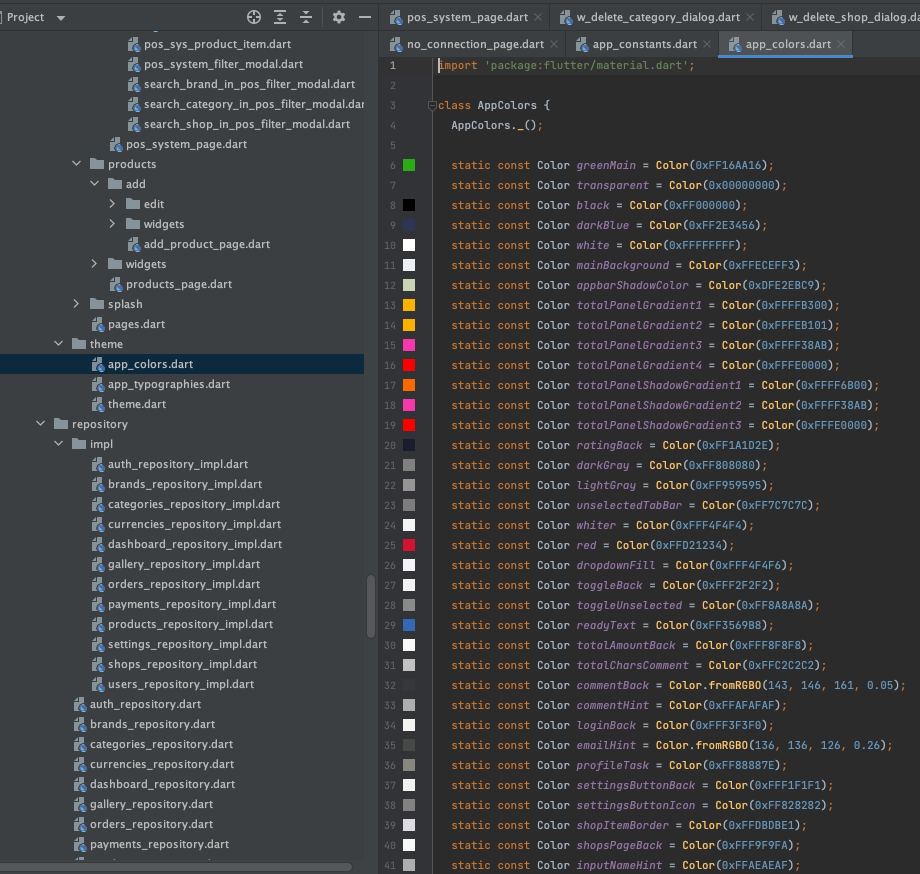 Project
pos_sys_product_item.dart
pos_system_filter_modal.dart
search_brand_in_pos_filter_modal.dart
search_category_in_pos_filter_modal.dar
search_shop_in_pos_filter_modal.dart
pos_system_page.dart
products
add
edit
widgets
add_product_page.dart
widgets
products_page.dart
splash
pages.dart
theme
app_colors.dart
app_typographies.dart
theme.dart
repository
impl
auth_repository_impl.dart
brands_repository_impl.dart
categories_repository_impl.dart
currencies_repository_impl.dart
dashboard_repository_impl.dart
gallery_repository_impl.dart
orders_repository_impl.dart
payments_repository_impl.dart
products_repository_impl.dart
settings_repository_impl.dart
shops_repository_impl.dart
users_repository_impl.dart
auth_repository.dart
brands_repository.dart
categories_repository.dart
currencies_repository.dart
dashboard_repository.dart
gallery_repository.dart
orders_repository.dart
payments_repository.dart
pos_system_page.dart w_delete_category_dialog.dart w_delete_shop_dialog.da
no_connection_page.dart app_constants.dart app_colors.dart
1 import 'package:flutter/material.dart';
2
3 class AppColors {
4 AppColors._();
5
6 static const Color greenMain = Color(0xFF16AA16);
7 static const Color transparent = Color(0x00000000);
8 static const Color black = Color(0xFF000000);
9 static const Color darkBlue = Color(0xFF2E3456);
10 static const Color white = Color(0xFFFFFFFF);
11 static const Color mainBackground = Color(0xFFECEFF3);
12 static const Color appbarShadowColor = Color(0xDFE2EBC9);
13 static const Color totalPanelGradient1 = Color(0xFFFFB300);
14 static const Color totalPanelGradient2 = Color(0xFFFEB101);
15 static const Color totalPanelGradient3 = Color(0xFFFF38AB);
16 static const Color totalPanelGradient4 = Color(0xFFFE0000);
17 static const Color totalPanelShadowGradient1 = Color(0xFFFF6B00);
18 static const Color totalPanelShadowGradient2 = Color(0xFFFF38AB);
19 static const Color totalPanelShadowGradient3 = Color(0xFFFE0000);
20 static const Color ratingBack = Color(0xFF1A1D2E);
21 static const Color darkGray = Color(0xFF808080);
22 static const Color lightGray = Color(0xFF959595);
23 static const Color unselectedTabBar = Color(0xFF7C7C7C);
24 static const Color whiter = Color(0xFFF4F4F4);
25 static const Color red = Color(0xFFD21234);
26 static const Color dropdownFill = Color(0xFFF4F4F6);
27 static const Color toggleBack = Color(0xFFF2F2F2);
28 static const Color toggleUnselected = Color(0xFF8A8A8A);
29 static const Color readyText = Color(0xFF3569B8);
30 static const Color totalAmountBack = Color(0xFFF8F8F8);
31 static const Color totalCharsComment = Color(0xFFC2C2C2);
32 static const Color commentBack = Color.fromRGBO(143, 146, 161, 0.05);
33 static const Color commentHint = Color(0xFFAFAFAF);
34 static const Color loginBack = Color(0xFFF3F3F0);
35 static const Color emailHint = Color.fromRGBO(136, 136, 126, 0.26);
36 static const Color profileTask = Color(0xFF88887E);
37 static const Color settingsButtonBack = Color(0xFFF1F1F1);
38 static const Color settingsButtonIcon = Color(0xFF828282);
39 static const Color shopItemBorder = Color(0xFFDBDBE1);
40 static const Color shopsPageBack = Color(0xFFF9F9FA);
41 static const Color inputNameHint = Color(0xFFAEAEAF);